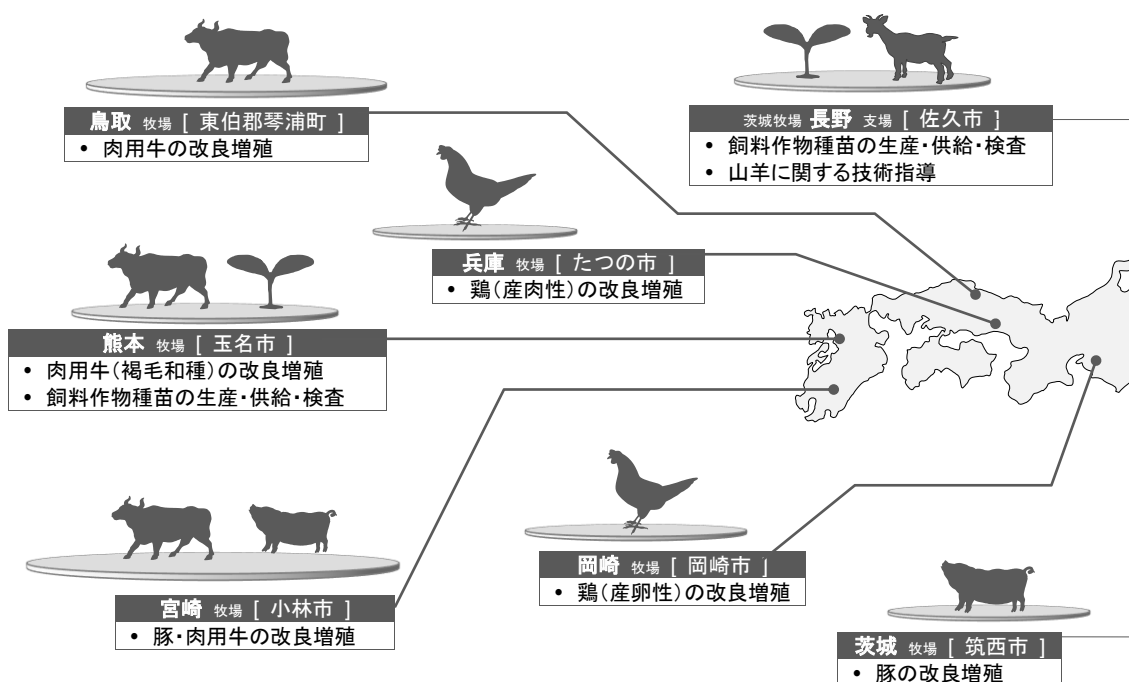 鳥取 牧場 [ 東伯郡琴浦町 ]
• 肉用牛の改良増殖
茨城牧場 長野 支場 [ 佐久市 ]
• 飼料作物種苗の生産・供給・検査
• 山羊に関する技術指導
兵庫 牧場 [ たつの市 ]
• 鶏(産肉性)の改良増殖
熊本 牧場 [ 玉名市 ]
• 肉用牛(褐毛和種)の改良増殖
• 飼料作物種苗の生産・供給・検査
岡崎 牧場 [ 岡崎市 ]
• 鶏(産卵性)の改良増殖
宮崎 牧場 [ 小林市 ]
• 豚・肉用牛の改良増殖
茨城 牧場 [ 筑西市 ]
• 豚の改良増殖